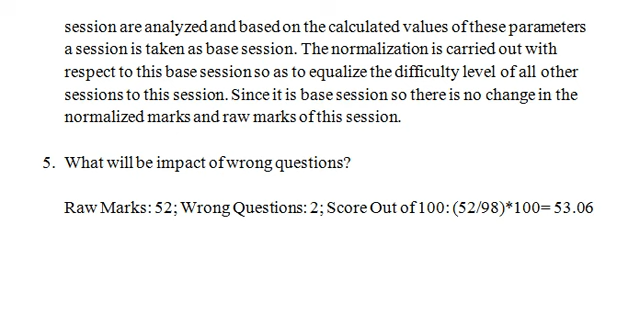 session are analyzed and based on the calculated values of these parameters
a session is taken as base session. The normalization is carried out with
respect to this base session so as to equalize the difficulty level of all other
sessions to this session. Since it is base session so there is no change in the
normalized marks and raw marks of this session.
5. What will be impact of wrong questions?
Raw Marks: 52; Wrong Questions: 2; Score Out of 100: (52/98)*100= 53.06